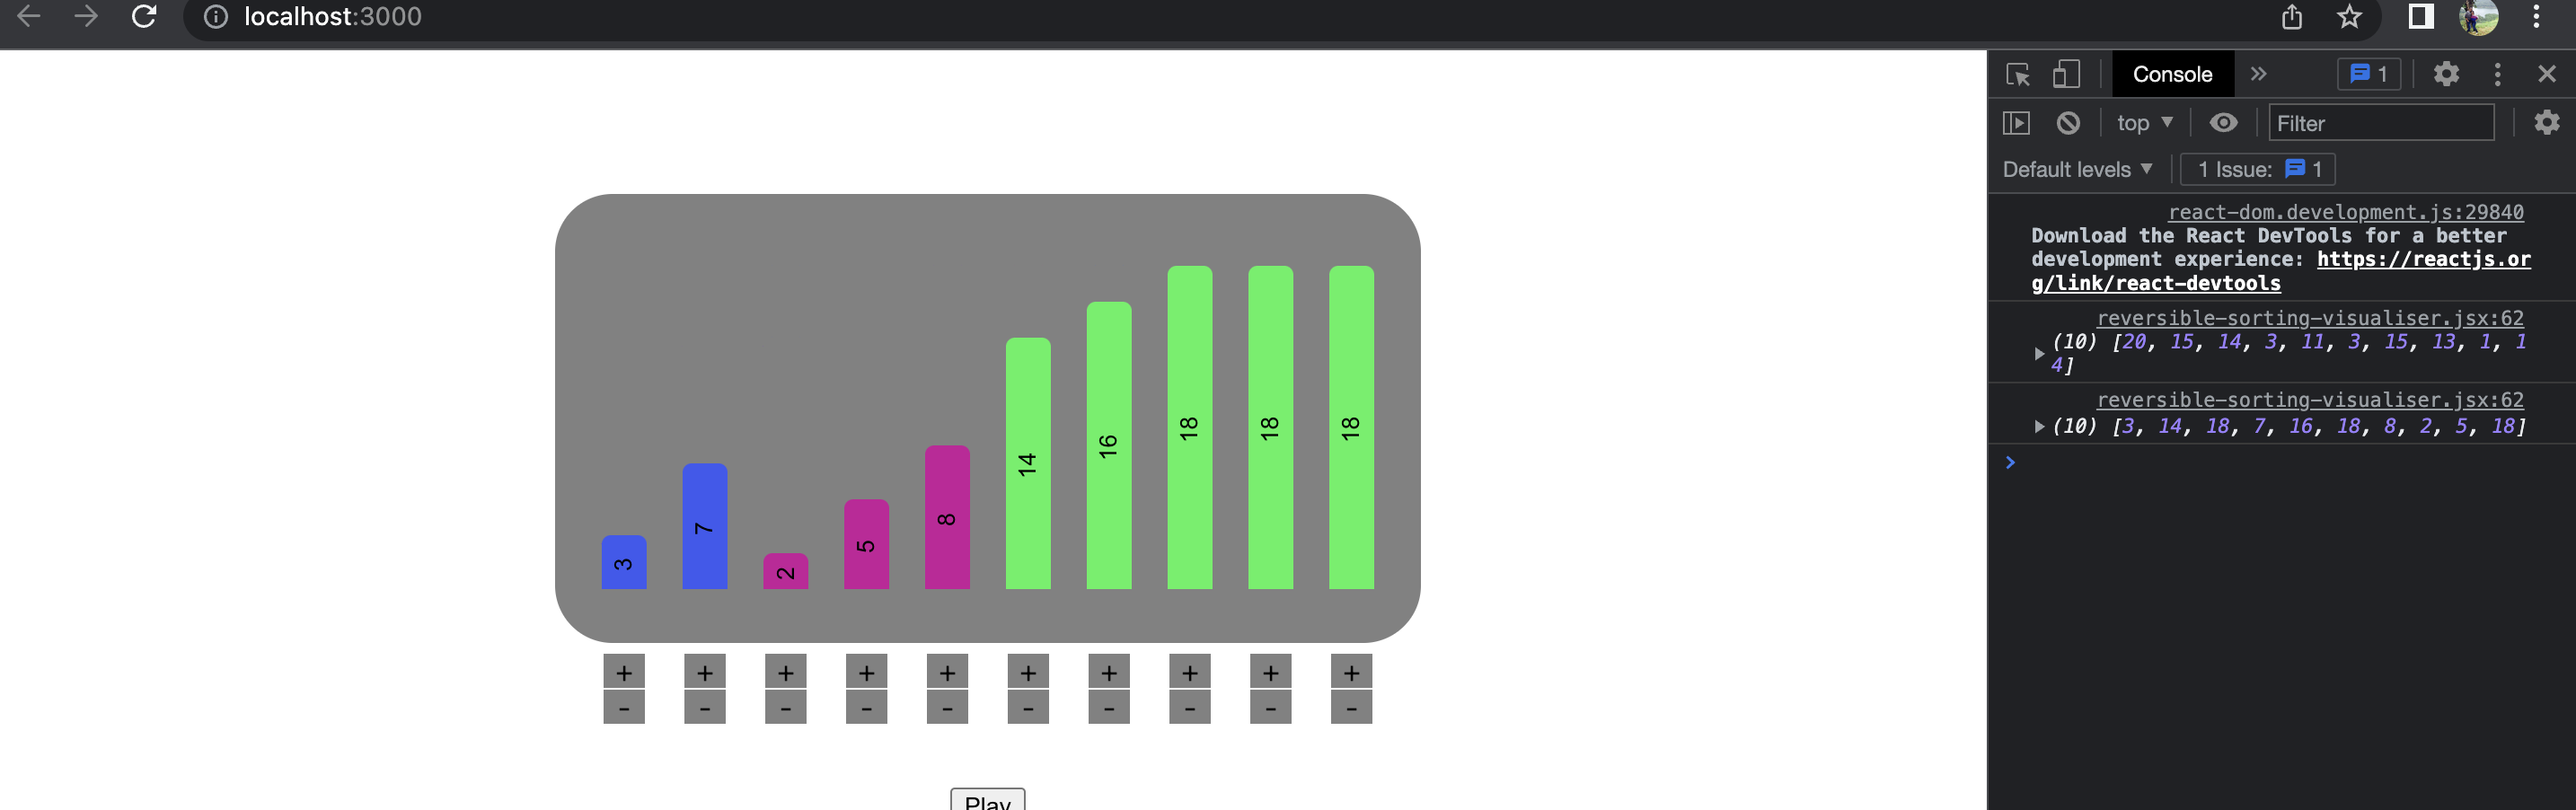 localhost:3000
Console
1
top
Filter
Default levels
1 Issue: 1
react-dom.development.js:29840
Download the React DevTools for a better
development experience: https://reactjs.or
g/link/react-devtools
reversible-sorting-visualiser.jsx:62
(10) [20, 15, 14, 3, 11, 3, 15, 13, 1, 1
4]
reversible-sorting-visualiser.jsx:62
(10) [3, 14, 18, 7, 16, 18, 8, 2, 5, 18]
3 7 2 5 8 14 16 18 18 18
+ + + + + + + + + +
- - - - - - - - - -
Play